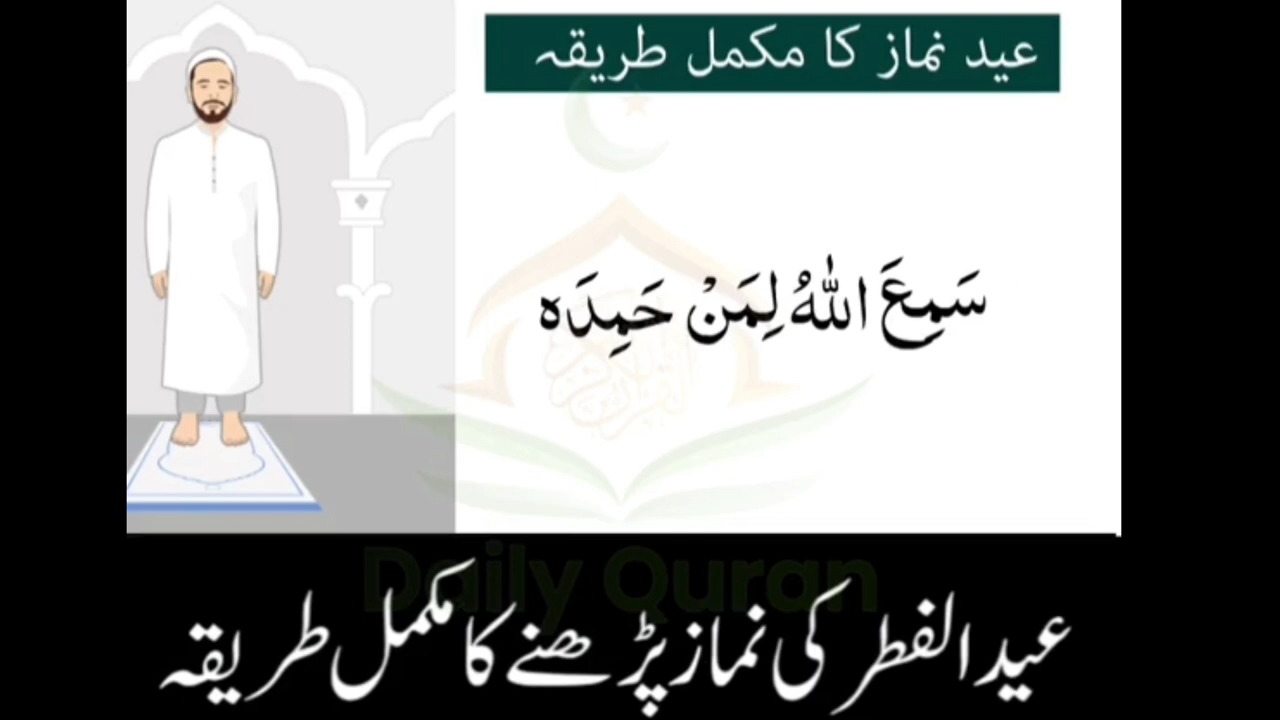 عید نماز کا مکمل طریقہ
سَمِعَ اللّٰهُ لِمَنْ حَمِدَه
Daily Quran
عیدالفطر کی نماز پڑھنے کا مکمل طریقہ